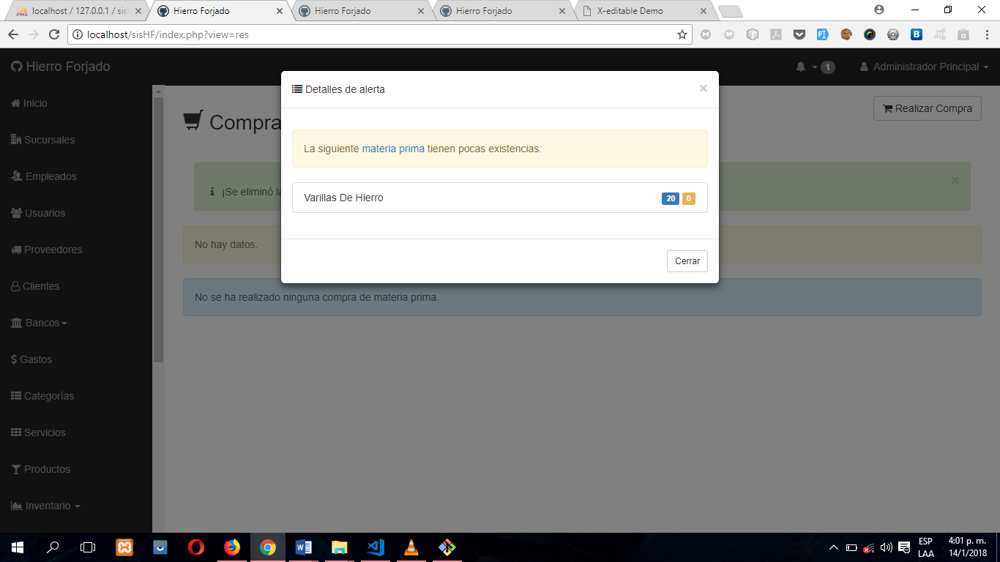 localhost / 127.0.0.1 / sis
Hierro Forjado
Hierro Forjado
Hierro Forjado
X-editable Demo
localhost/sisHF/index.php?view=res
Hierro Forjado
1
Administrador Principal
Inicio
Sucursales
Empleados
Usuarios
Proveedores
Clientes
Bancos
$ Gastos
Categorías
Servicios
Productos
Inventario
Compra
Realizar Compra
¡Se eliminó la
No hay datos.
No se ha realizado ninguna compra de materia prima.
Detalles de alerta
×
La siguiente materia prima tienen pocas existencias:
Varillas De Hierro
20 0
Cerrar
ESP
LAA
4:01 p. m.
14/1/2018